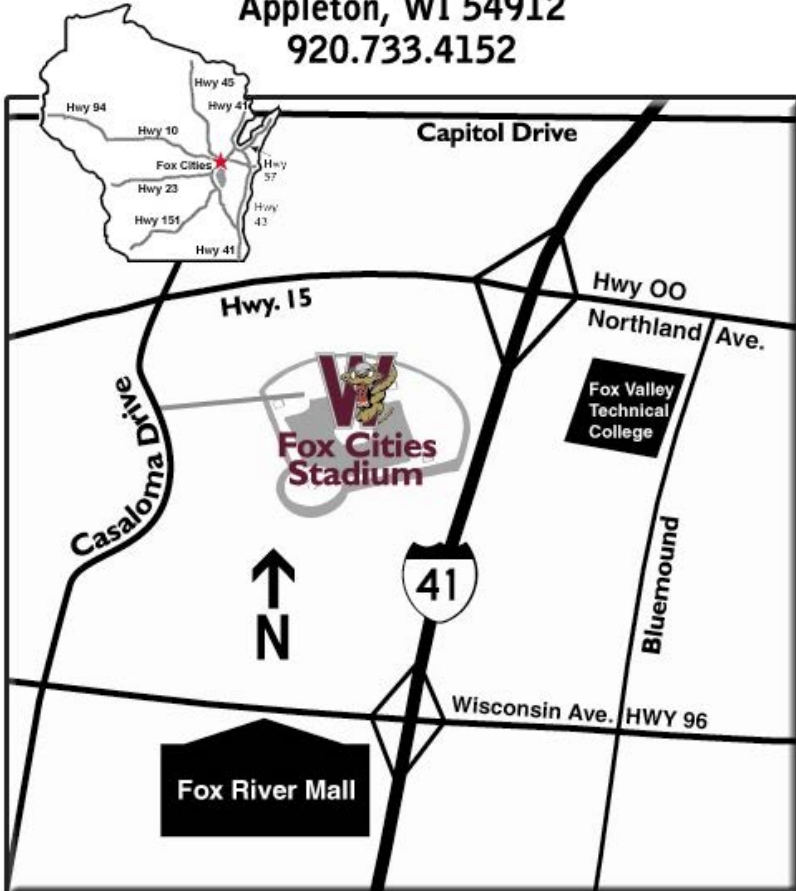 Appleton, WI 54912
920.733.4152
Hwy 45
Hwy 94
Hwy 41
Hwy 10
Fox Cities
Hwy
57
Hwy 23
Hwy 151
Hwy
43
Hwy 41
Capitol Drive
Hwy. 15
Hwy OO
Northland Ave.
Fox Valley
Technical
College
W
Fox Cities
Stadium
Casaloma Drive
41
Bluemound
N
Wisconsin Ave. HWY 96
Fox River Mall